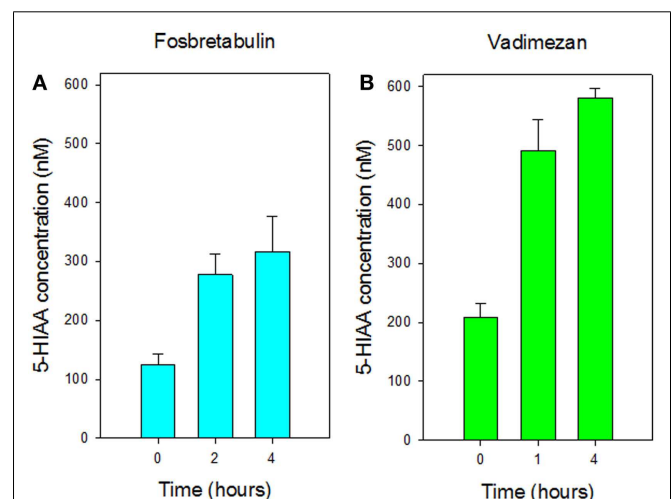 Fosbretabulin
A
5-HIAA concentration (nM)
600
500
400
300
200
100
0
0 2 4
Time (hours)
Vadimezan
B
5-HIAA concentration (nM)
600
500
400
300
200
100
0
0 1 4
Time (hours)